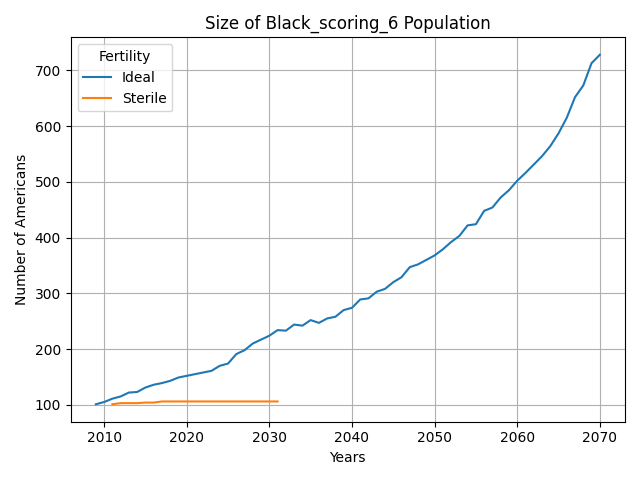 Size of Black_scoring_6 Population
Fertility
Ideal
Sterile
Number of Americans
700
600
500
400
300
200
100
2010 2020 2030 2040 2050 2060 2070
Years